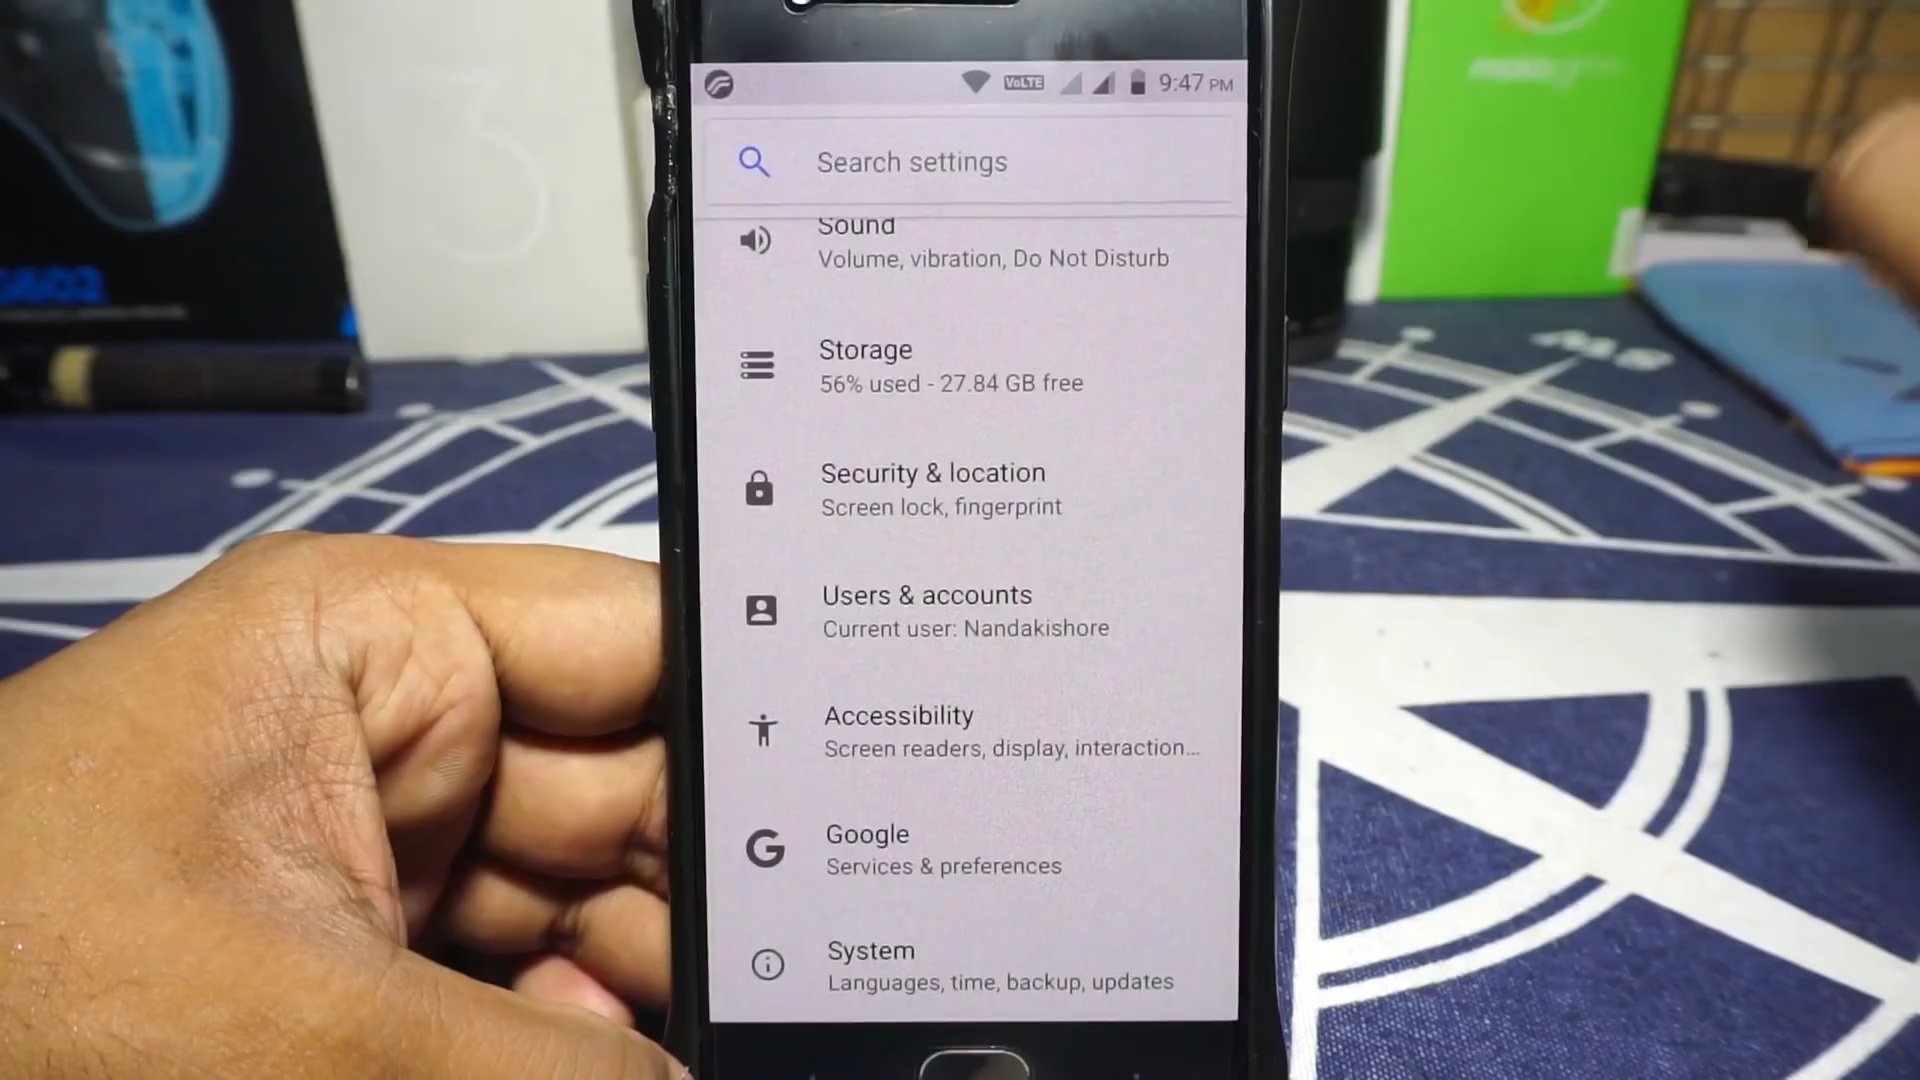 VoLTE 9:47 PM
Search settings
Sound
Volume, vibration, Do Not Disturb
Storage
56% used - 27.84 GB free
Security & location
Screen lock, fingerprint
Users & accounts
Current user: Nandakishore
Accessibility
Screen readers, display, interaction...
Google
Services & preferences
System
Languages, time, backup, updates
3